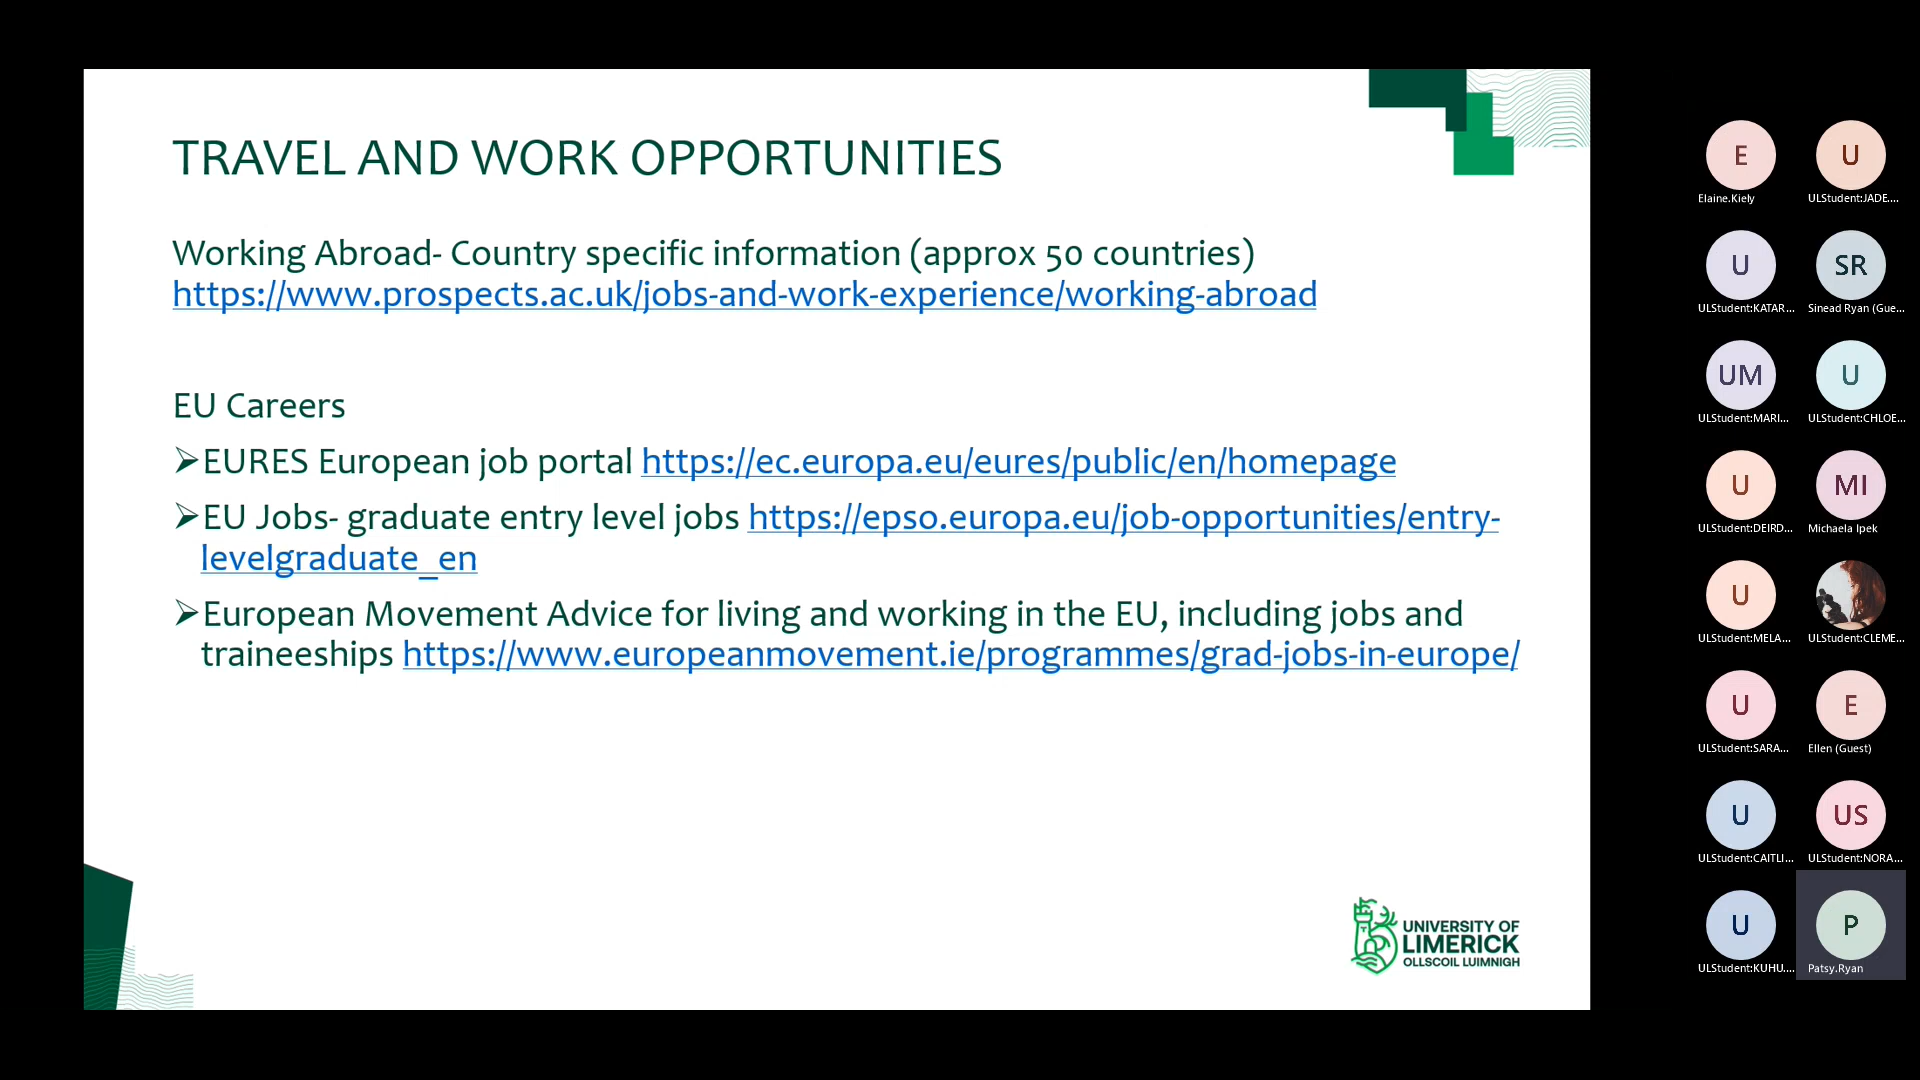 TRAVEL AND WORK OPPORTUNITIES
Working Abroad- Country specific information (approx 50 countries)
https://www.prospects.ac.uk/jobs-and-work-experience/working-abroad
EU Careers
➢EURES European job portal https://ec.europa.eu/eures/public/en/homepage
➢EU Jobs- graduate entry level jobs https://epso.europa.eu/job-opportunities/entry-
levelgraduate_en
➢European Movement Advice for living and working in the EU, including jobs and
traineeships https://www.europeanmovement.ie/programmes/grad-jobs-in-europe/
UNIVERSITY OF
LIMERICK
OLLSCOIL LUIMNIGH
E
Elaine.Kiely
U
ULStudent:JADE....
U
ULStudent:KATAR...
SR
Sinead Ryan (Gue...
UM
ULStudent:MARI...
U
ULStudent:CHLOE...
U
ULStudent:DEIRD...
MI
Michaela Ipek
U
ULStudent:MELA...
ULStudent:CLEME...
U
ULStudent:SARA...
E
Ellen (Guest)
U
ULStudent:CAITLI...
US
ULStudent:NORA...
U
ULStudent:KUHU....
P
Patsy.Ryan